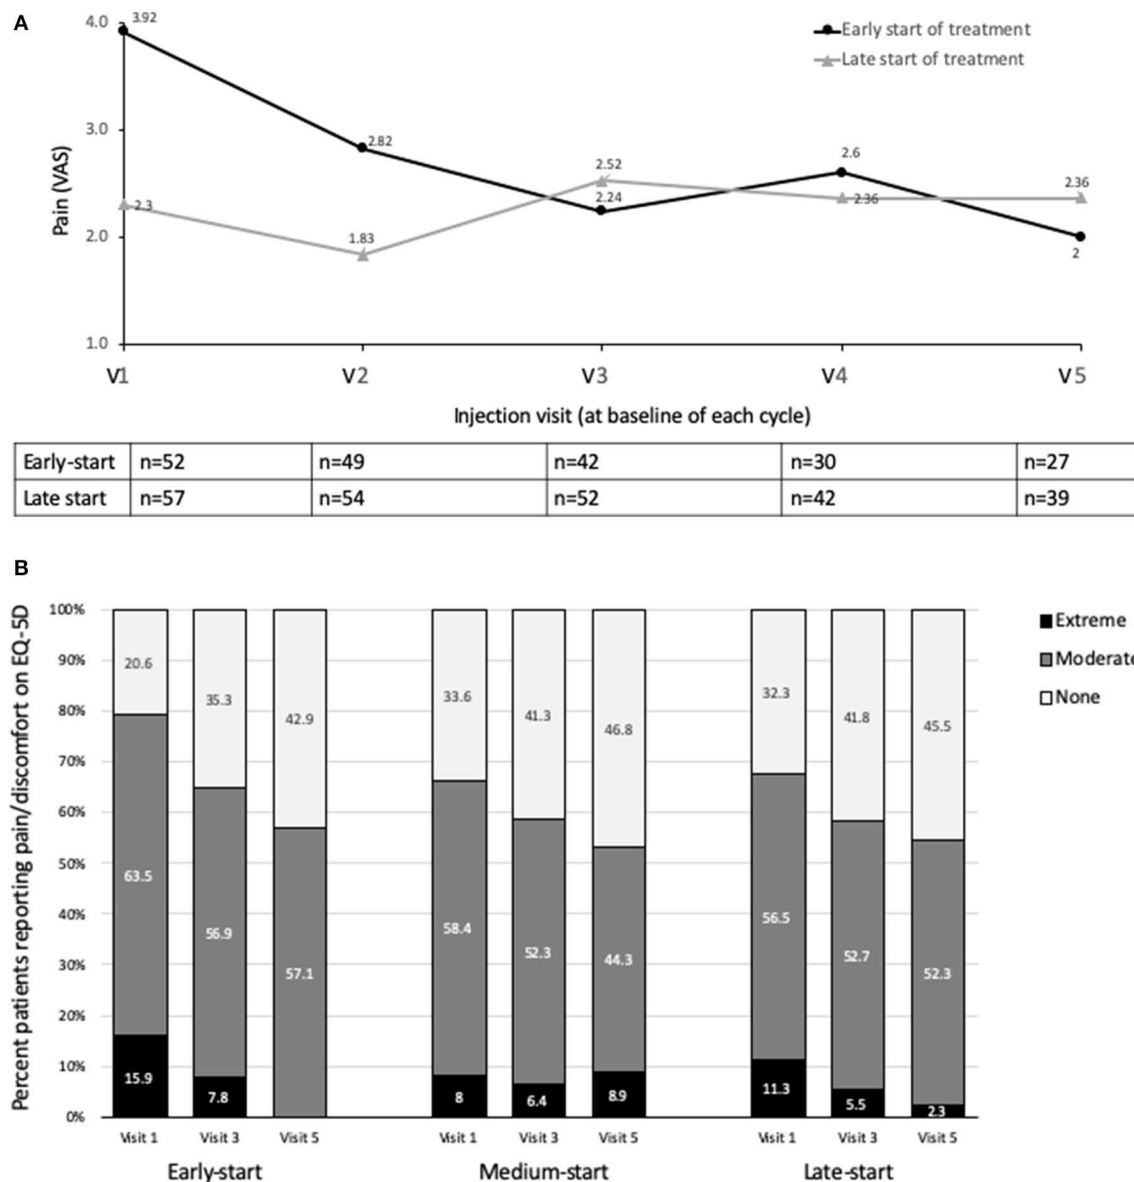 A
4.0
3.92
Early start of treatment
Late start of treatment
3.0
2.82
2.52
2.6
2.24
2.36
2.36
2.3
2.0
1.83
2
1.0
Pain (VAS)
V1 V2 V3 V4 V5
Injection visit (at baseline of each cycle)
Early-start n=52 n=49 n=42 n=30 n=27
Late start n=57 n=54 n=52 n=42 n=39
B
Percent patients reporting pain/discomfort on EQ-5D
100%
90%
80%
70%
60%
50%
40%
30%
20%
10%
0%
20.6 35.3 42.9 33.6 41.3 46.8 32.3 41.8 45.5
63.5 56.9 57.1 58.4 52.3 44.3 56.5 52.7 52.3
15.9 7.8 8 6.4 8.9 11.3 5.5 2.3
Extreme
Moderate
None
Visit 1 Visit 3 Visit 5 Visit 1 Visit 3 Visit 5 Visit 1 Visit 3 Visit 5
Early-start Medium-start Late-start